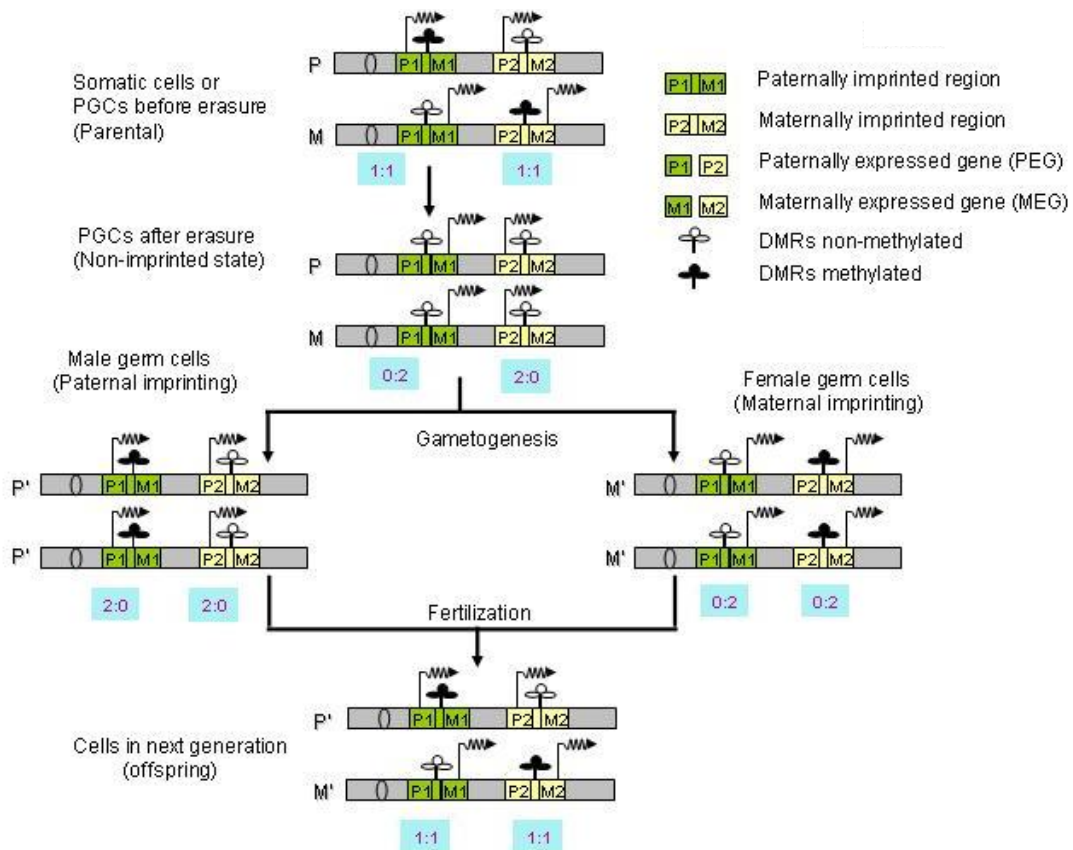 P P1 M1 P2 M2
Somatic cells or
PGCs before erasure
(Parental)
M P1 M1 P2 M2
1:1 1:1
P1 M1 Paternally imprinted region
P2 M2 Maternally imprinted region
P1 P2 Paternally expressed gene (PEG)
M1 M2 Maternally expressed gene (MEG)
DMRs non-methylated
DMRs methylated
PGCs after erasure
(Non-imprinted state)
P P1 M1 P2 M2
M P1 M1 P2 M2
0:2 2:0
Male germ cells
(Paternal imprinting)
Female germ cells
(Maternal imprinting)
Gametogenesis
P' P1 M1 P2 M2
P' P1 M1 P2 M2
2:0 2:0
M' P1 M1 P2 M2
M' P1 M1 P2 M2
0:2 0:2
Fertilization
P' P1 M1 P2 M2
Cells in next generation
(offspring)
M' P1 M1 P2 M2
1:1 1:1